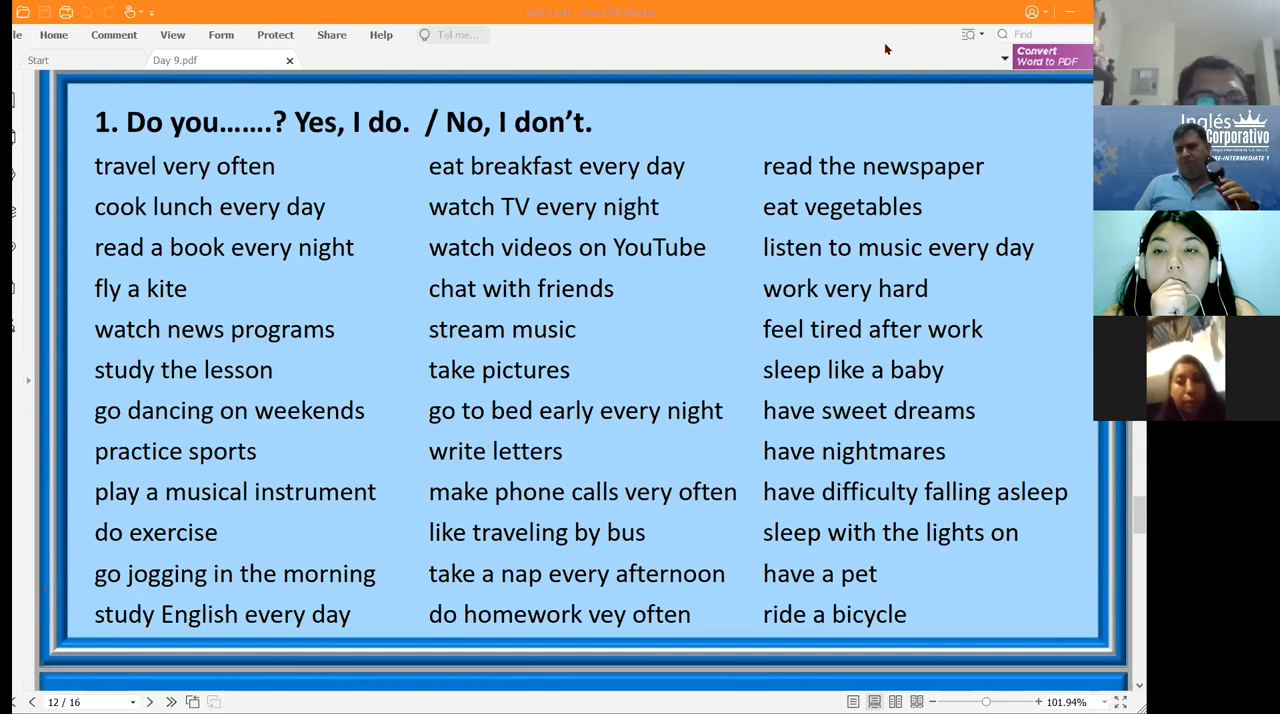 le Home Comment View Form Protect Share Help Tell me... Find
Start Day 9.pdf
Convert
Word to PDF
Inglés
Corporativo
1. Do you.......? Yes, I do. / No, I don't.
travel very often eat breakfast every day read the newspaper
cook lunch every day watch TV every night eat vegetables
read a book every night watch videos on YouTube listen to music every day
fly a kite chat with friends work very hard
watch news programs stream music feel tired after work
study the lesson take pictures sleep like a baby
go dancing on weekends go to bed early every night have sweet dreams
practice sports write letters have nightmares
play a musical instrument make phone calls very often have difficulty falling asleep
do exercise like traveling by bus sleep with the lights on
go jogging in the morning take a nap every afternoon have a pet
study English every day do homework vey often ride a bicycle
12 / 16 101.94%